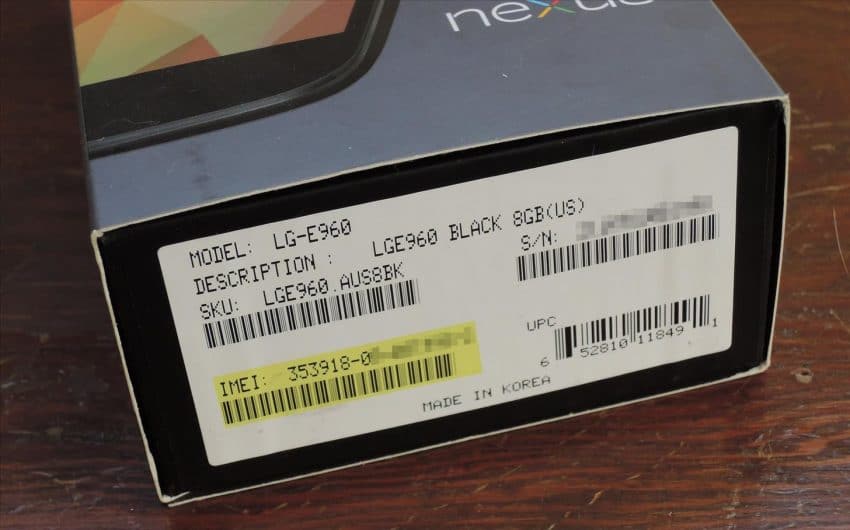 nexus
MODEL: LG-E960
DESCRIPTION : LGE960 BLACK 8GB(US)
SKU: LGE960.AUS8BK
S/N:
IMEI: 353918-0
UPC
6 52810 11849 1
MADE IN KOREA